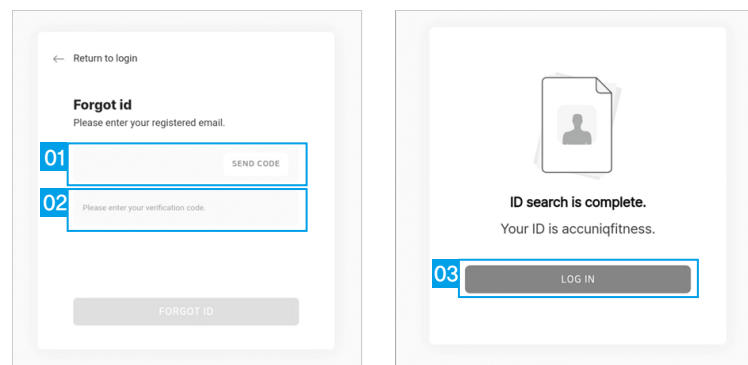 ← Return to login
Forgot id
Please enter your registered email.
01
SEND CODE
02
Please enter your verification code.
FORGOT ID
ID search is complete.
Your ID is accuniqfitness.
03
LOG IN